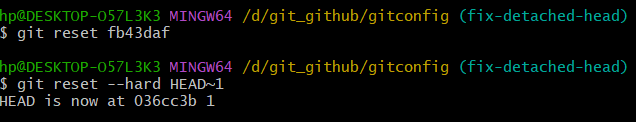 hp@DESKTOP-O57L3K3 MINGW64 /d/git_github/gitconfig (fix-detached-head)
$ git reset fb43daf
hp@DESKTOP-O57L3K3 MINGW64 /d/git_github/gitconfig (fix-detached-head)
$ git reset --hard HEAD~1
HEAD is now at 036cc3b 1